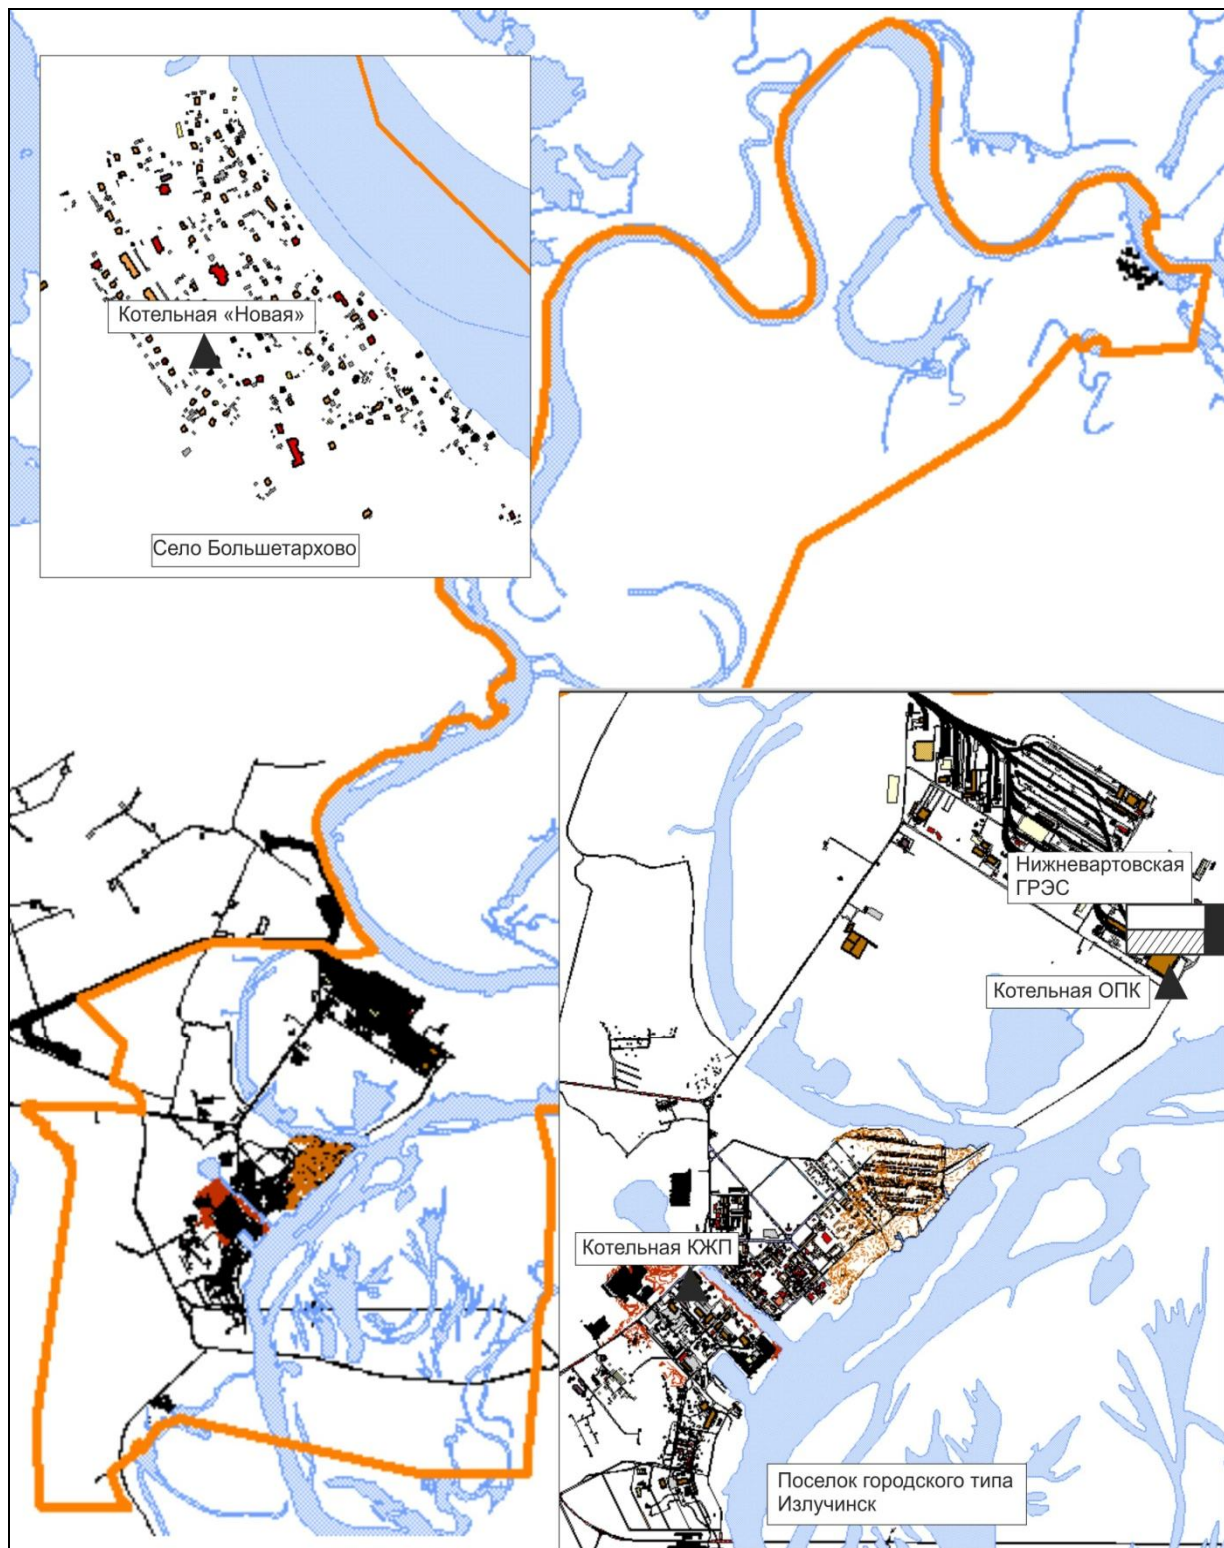 Котельная «Новая»
Село Большетархово
Нижневартовская
ГРЭС
Котельная ОПК
Котельная КЖП
Поселок городского типа
Излучинск